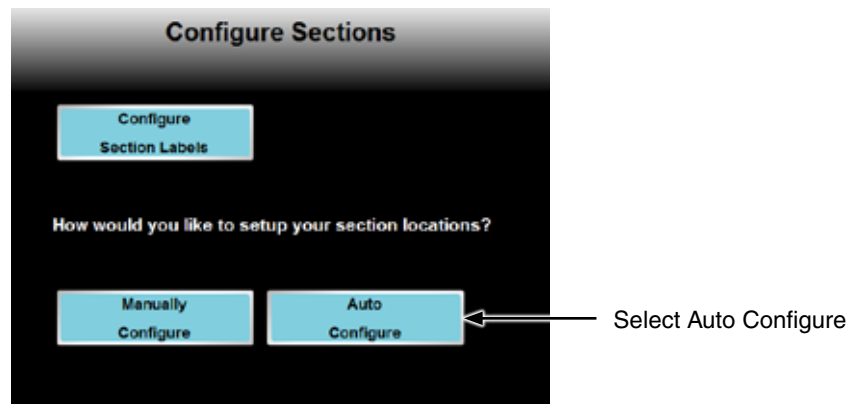 Configure Sections
Configure
Section Labels
How would you like to setup your section locations?
Manually
Configure
Auto
Configure
Select Auto Configure